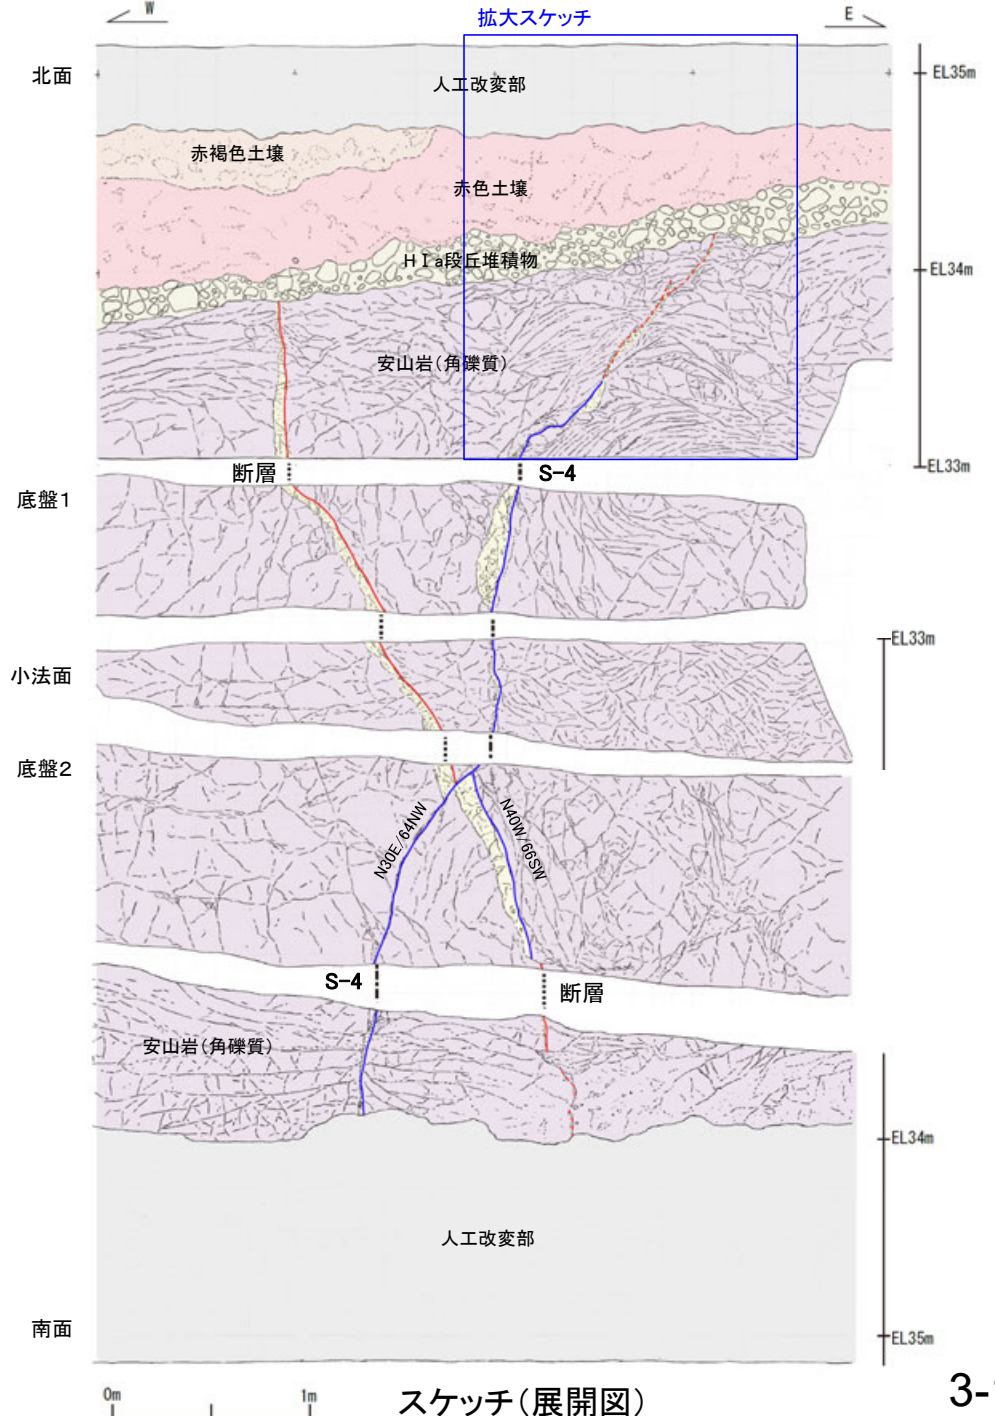 W
拡大スケッチ
E
北面
人工改変部
EL35m
赤褐色土壌
赤色土壌
HⅠa段丘堆積物
EL34m
安山岩(角礫質)
断層
S-4
EL33m
底盤1
EL33m
小法面
底盤2
N30E/64NW
N40W/66SW
S-4
断層
安山岩(角礫質)
EL34m
人工改変部
南面
EL35m
0m
1m
スケッチ(展開図)